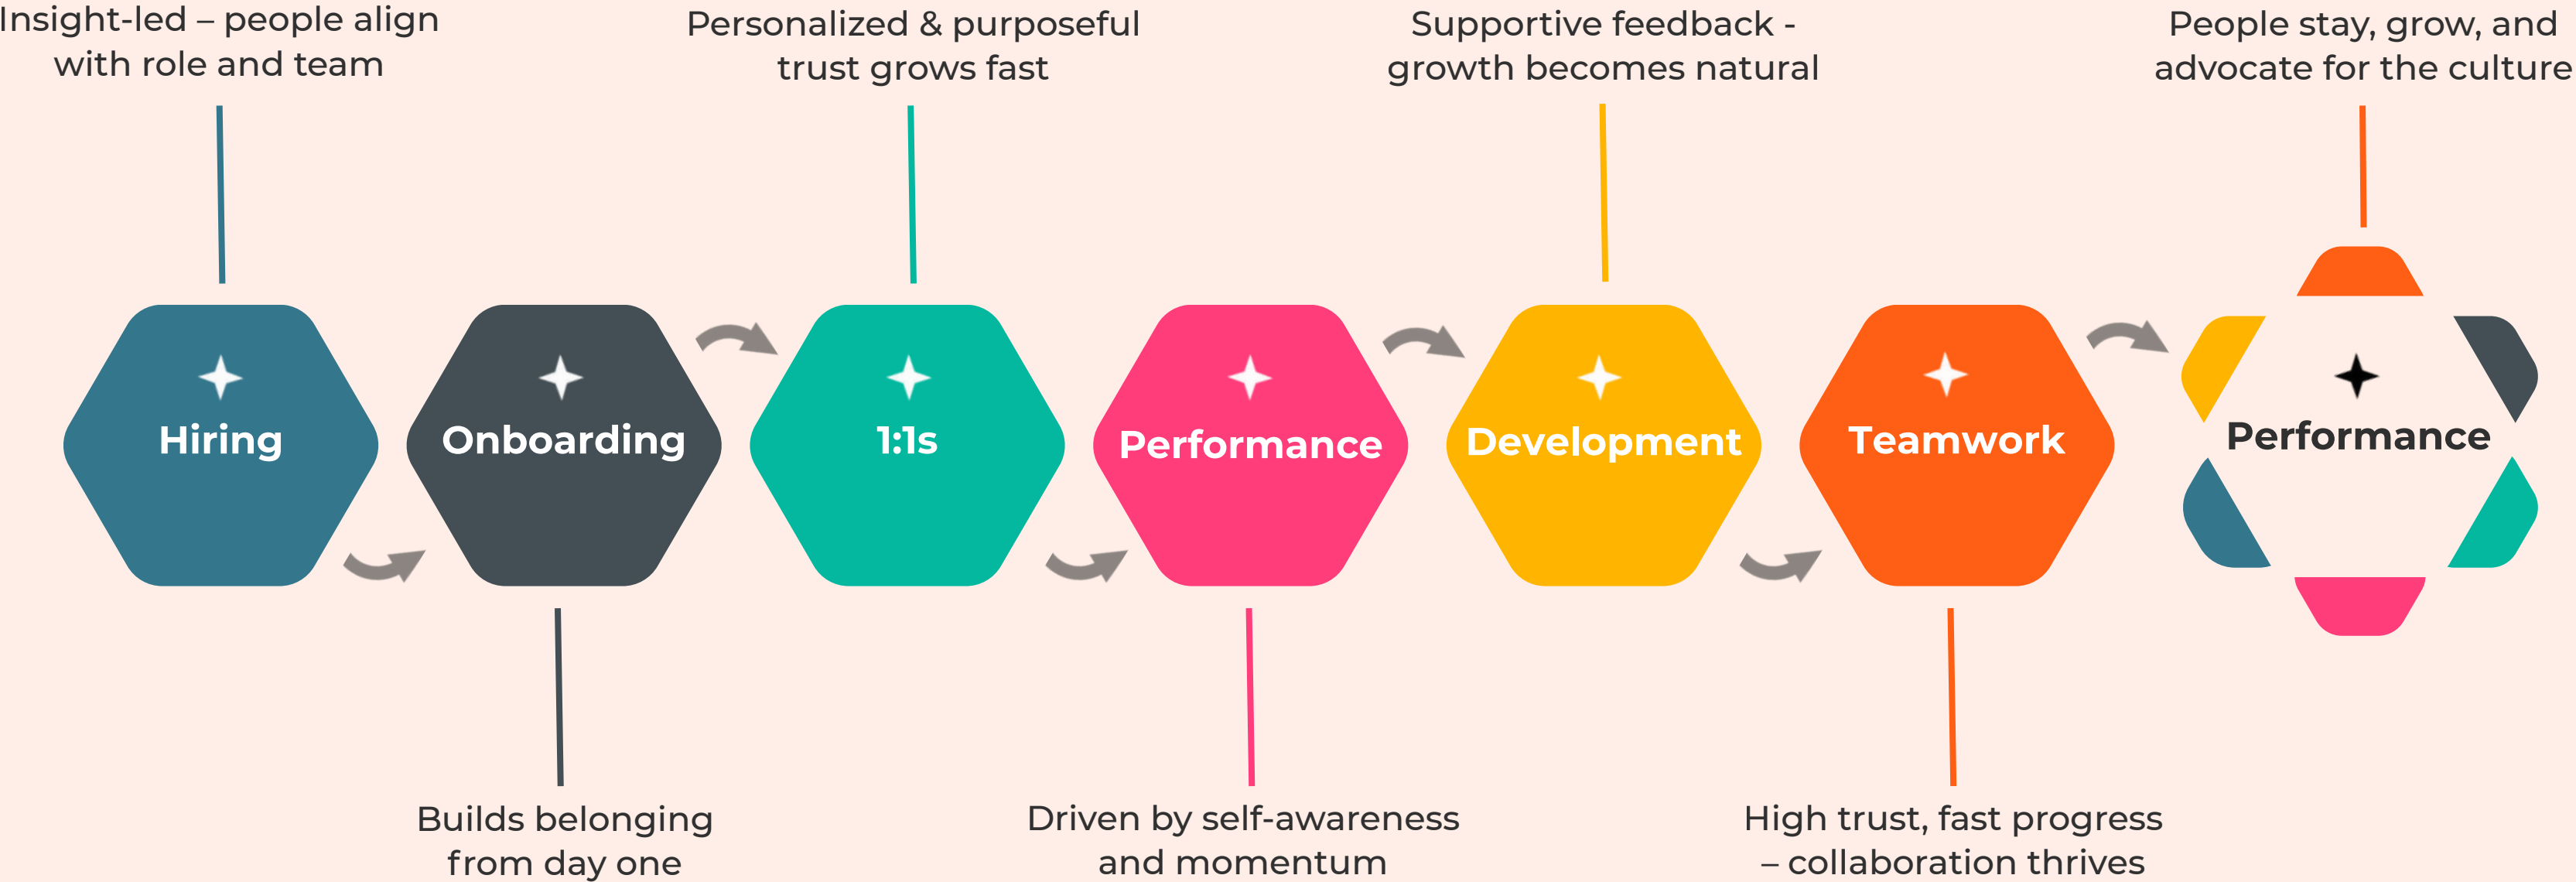 Insight-led – people align
with role and team
Personalized & purposeful
trust grows fast
Supportive feedback -
growth becomes natural
People stay, grow, and
advocate for the culture
Hiring
Onboarding
1:1s
Performance
Development
Teamwork
Performance
Builds belonging
from day one
Driven by self-awareness
and momentum
High trust, fast progress
– collaboration thrives